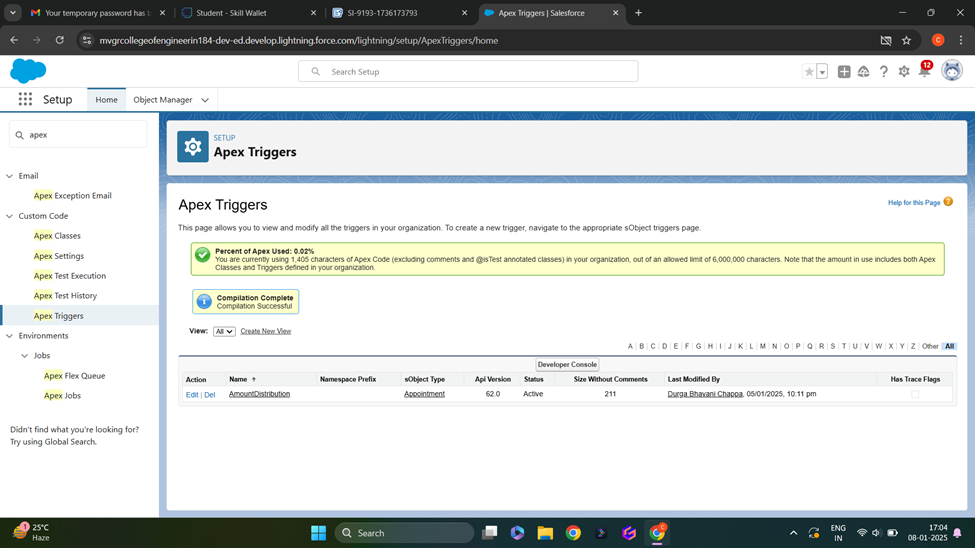 Your temporary password has b
Student - Skill Wallet
SI-9193-1736173793
Apex Triggers | Salesforce
mvgrcollegeofengineerin184-dev-ed.develop.lightning.force.com/lightning/setup/ApexTriggers/home
C
Search Setup
12
Setup
Home
Object Manager
apex
Email
Apex Exception Email
Custom Code
Apex Classes
Apex Settings
Apex Test Execution
Apex Test History
Apex Triggers
Environments
Jobs
Apex Flex Queue
Apex Jobs
Didn't find what you're looking for?
Try using Global Search.
SETUP
Apex Triggers
Apex Triggers
Help for this Page ?
This page allows you to view and modify all the triggers in your organization. To create a new trigger, navigate to the appropriate sObject triggers page.
Percent of Apex Used: 0.02%
You are currently using 1,405 characters of Apex Code (excluding comments and @isTest annotated classes) in your organization, out of an allowed limit of 6,000,000 characters. Note that the amount in use includes both Apex
Classes and Triggers defined in your organization.
Compilation Complete
Compilation Successful
View: All Create New View
A | B | C | D | E | F | G | H | I | J | K | L | M | N | O | P | Q | R | S | T | U | V | W | X | Y | Z | Other | All
Developer Console
Action Name ↑ Namespace Prefix sObject Type Api Version Status Size Without Comments Last Modified By Has Trace Flags
Edit | Del AmountDistribution Appointment 62.0 Active 211 Durga Bhavani Chappa, 05/01/2025, 10:11 pm
1
25°C
Haze
Search
C
ENG
IN
17:04
08-01-2025